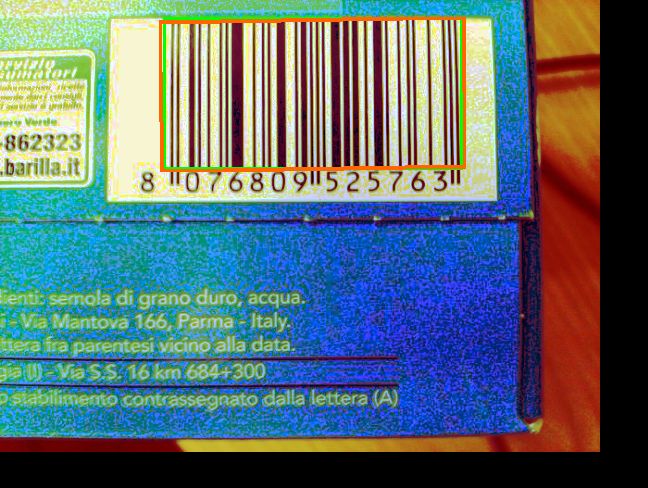 -862323
.barilla.it
8 076809 525763
dienti: semola di grano duro, acqua.
- Via Mantova 166, Parma - Italy.
ttera fra parentesi vicino alla data.
gia (I) - Via S.S. 16 km 684+300
o stabilimento contrassegnato dalla lettera (A)